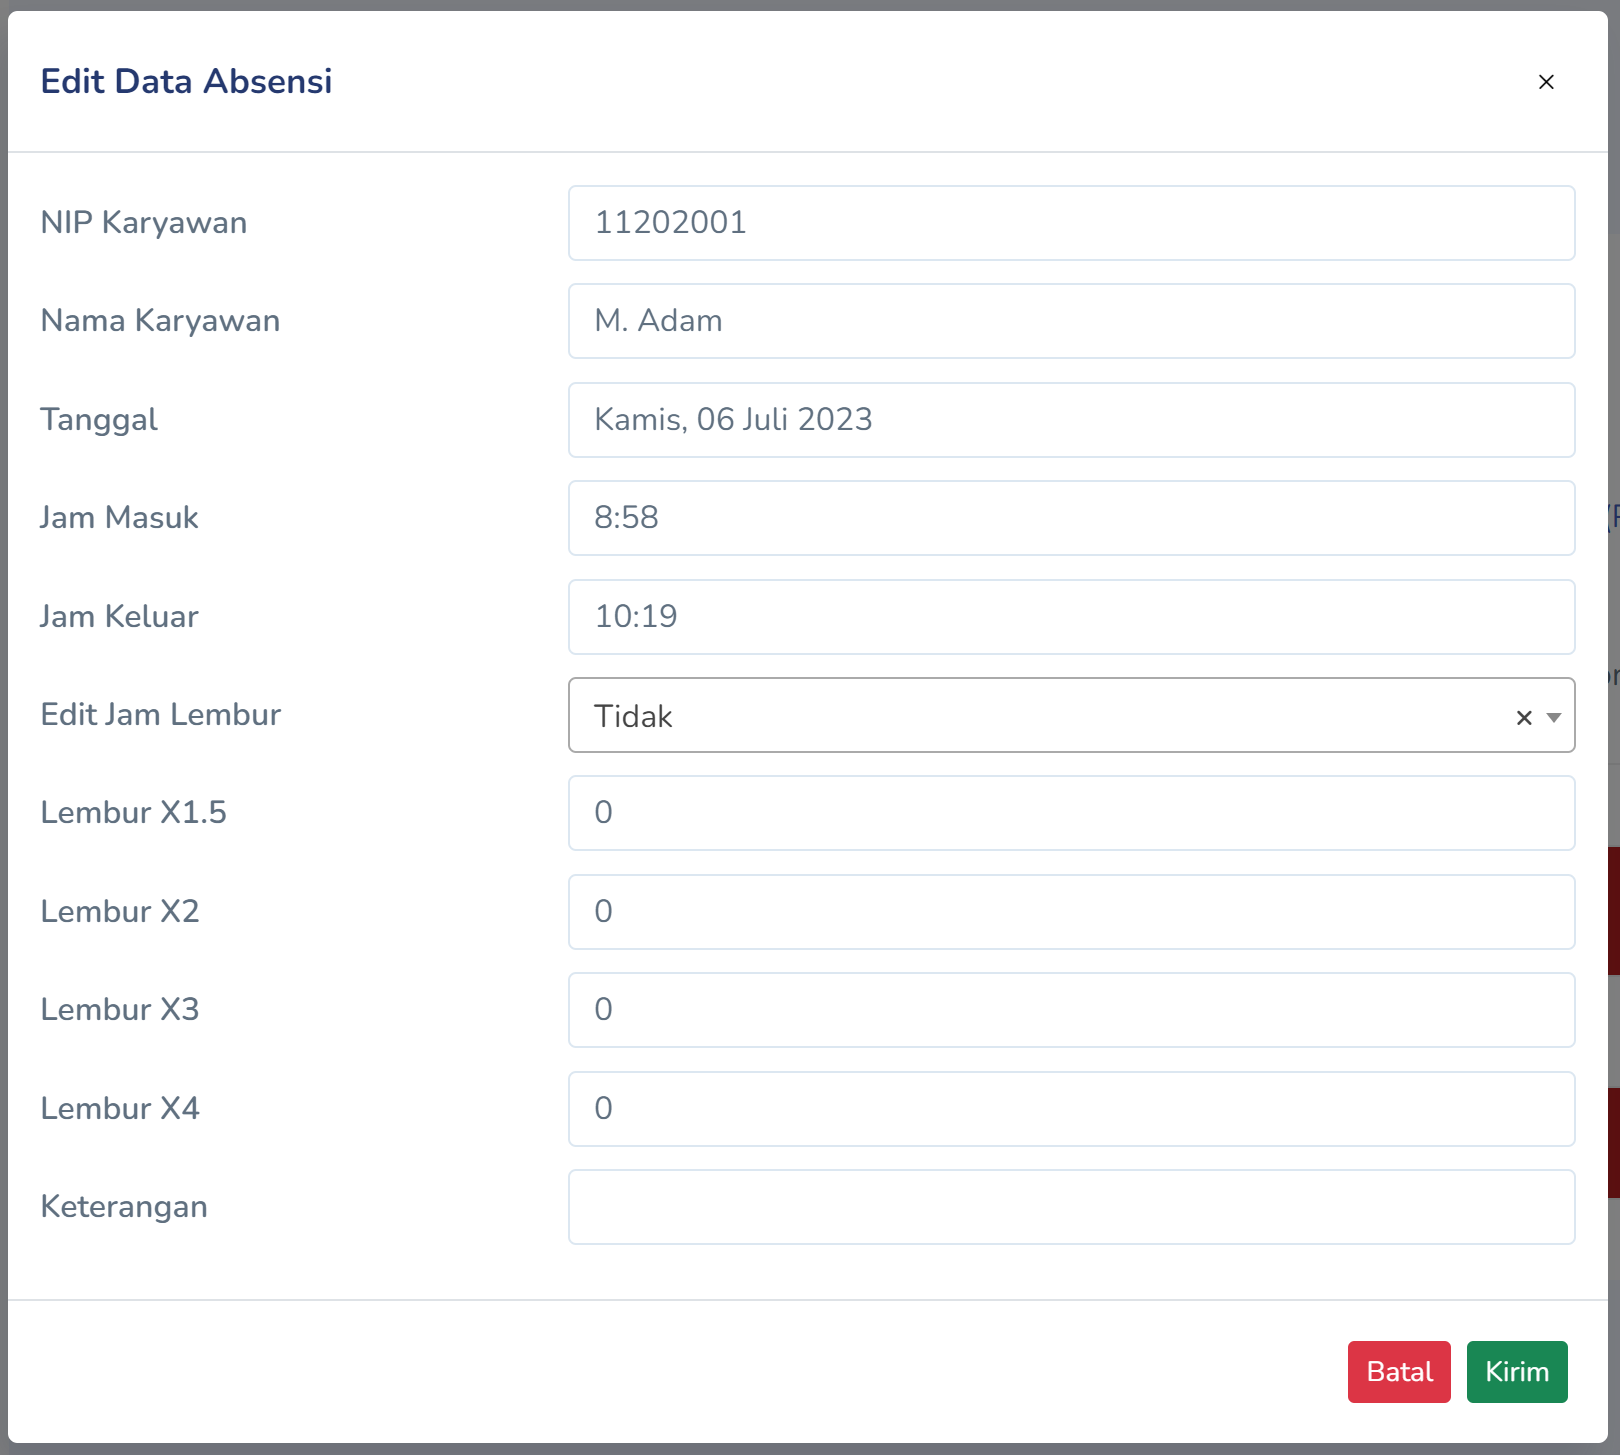 Edit Data Absensi
NIP Karyawan 11202001
Nama Karyawan M. Adam
Tanggal Kamis, 06 Juli 2023
Jam Masuk 8:58
Jam Keluar 10:19
Edit Jam Lembur Tidak
Lembur X1.5 0
Lembur X2 0
Lembur X3 0
Lembur X4 0
Keterangan
Batal Kirim